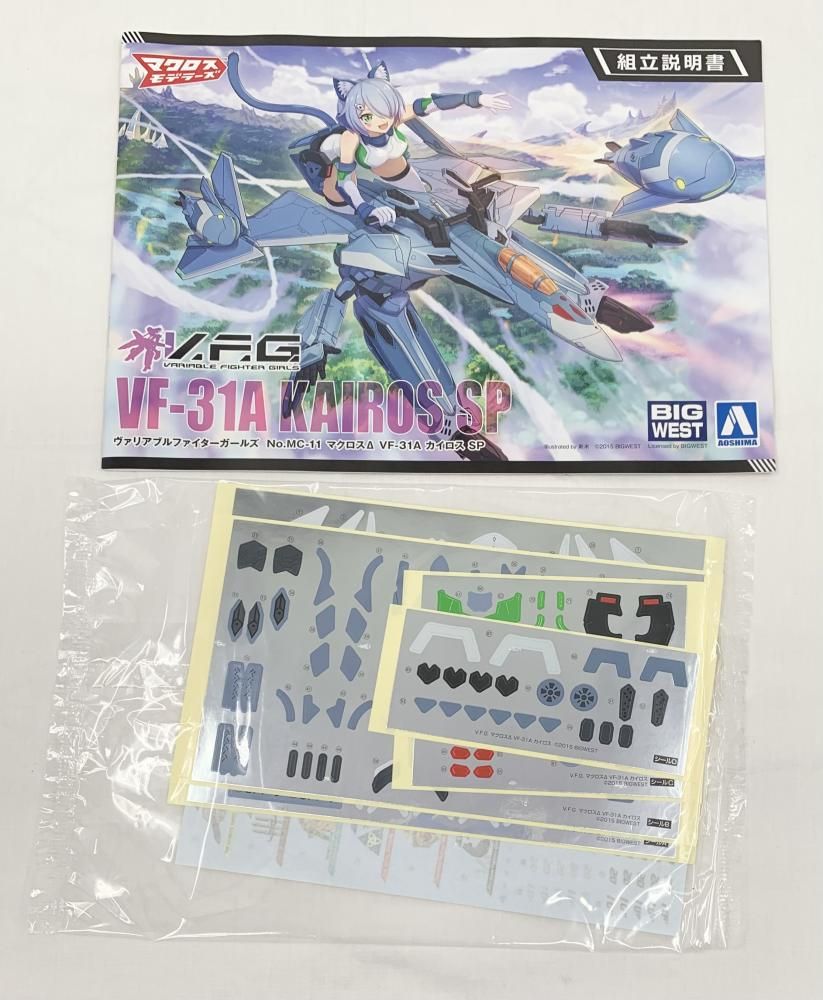 マクロス
モデラーズ
組立説明書
V.F.G
VARIABLE FIGHTER GIRLS
VF-31A KAIROS SP
ヴァリアブルファイターガールズ No.MC-11 マクロスΔ VF-31A カイロス SP
BIG
WEST
AOSHIMA
©2015 BIGWEST
Licensed by BIGWEST
V.F.G. マクロスΔ VF-31A カイロス ©2015 BIGWEST
シールD
V.F.G. マクロスΔ VF-31A カイロス
©2015 BIGWEST
シールC
V.F.G. マクロスΔ VF-31A カイロス
©2015 BIGWEST
シールB
©2015 BIGWEST